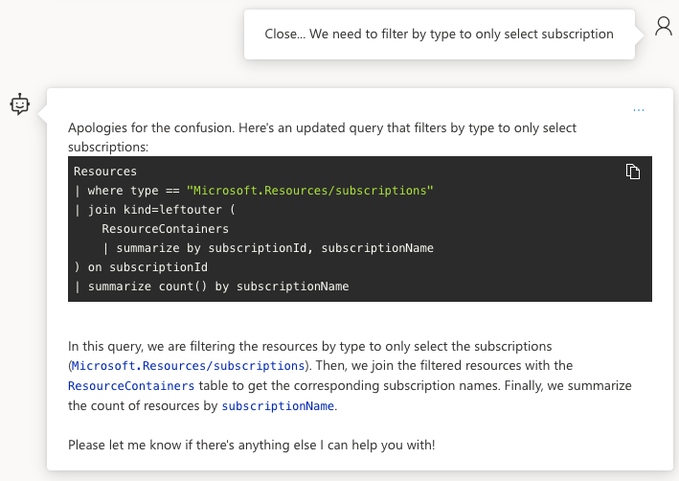 Close... We need to filter by type to only select subscription
...
Apologies for the confusion. Here's an updated query that filters by type to only select
subscriptions:
Resources
| where type == "Microsoft.Resources/subscriptions"
| join kind=leftouter (
    ResourceContainers
    | summarize by subscriptionId, subscriptionName
) on subscriptionId
| summarize count() by subscriptionName
In this query, we are filtering the resources by type to only select the subscriptions
(Microsoft.Resources/subscriptions). Then, we join the filtered resources with the
ResourceContainers table to get the corresponding subscription names. Finally, we summarize
the count of resources by subscriptionName.
Please let me know if there's anything else I can help you with!